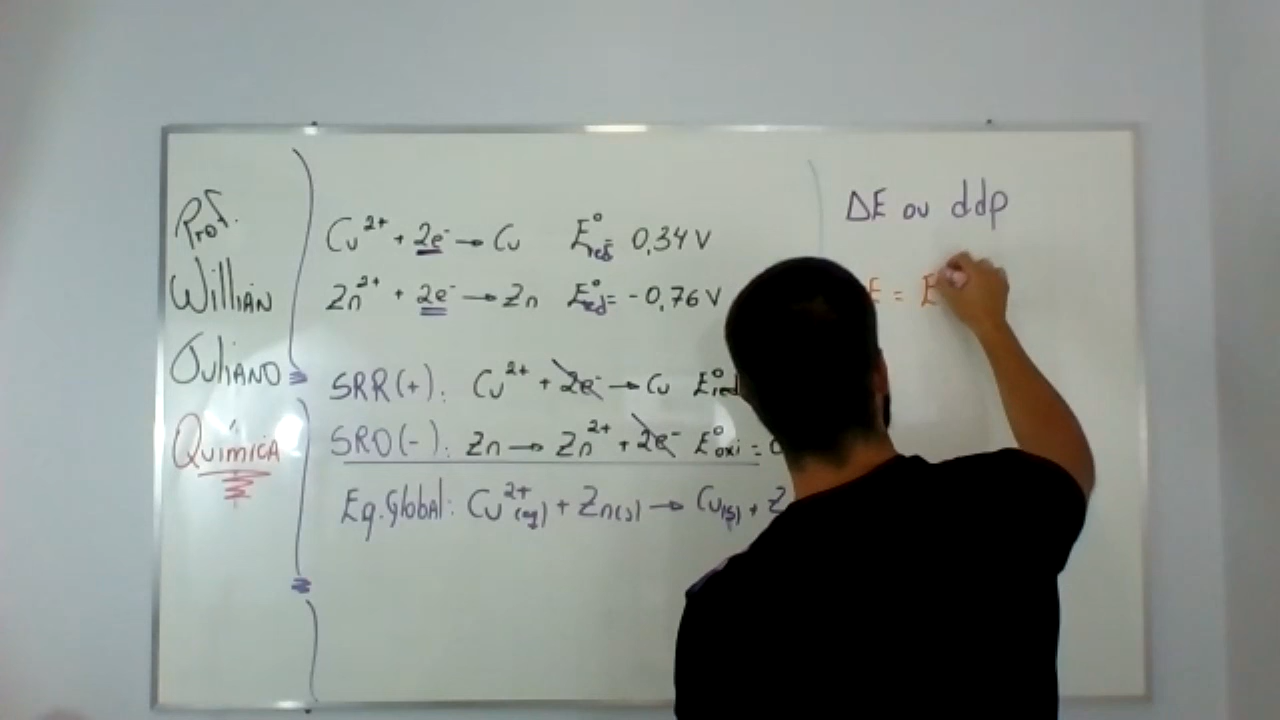 Prof.
Willian
Juliano
Química
Cu²⁺ + 2e⁻ → Cu E°red= 0,34 V
Zn²⁺ + 2e⁻ → Zn E°red= -0,76 V
SRR(+): Cu²⁺ + 2e⁻ → Cu E°red
SRO(-): Zn → Zn²⁺ + 2e⁻ E°oxi = 0
Eq. Global: Cu²⁺(aq) + Zn(s) → Cu(s) + Z
ΔE ou ddp
E = E